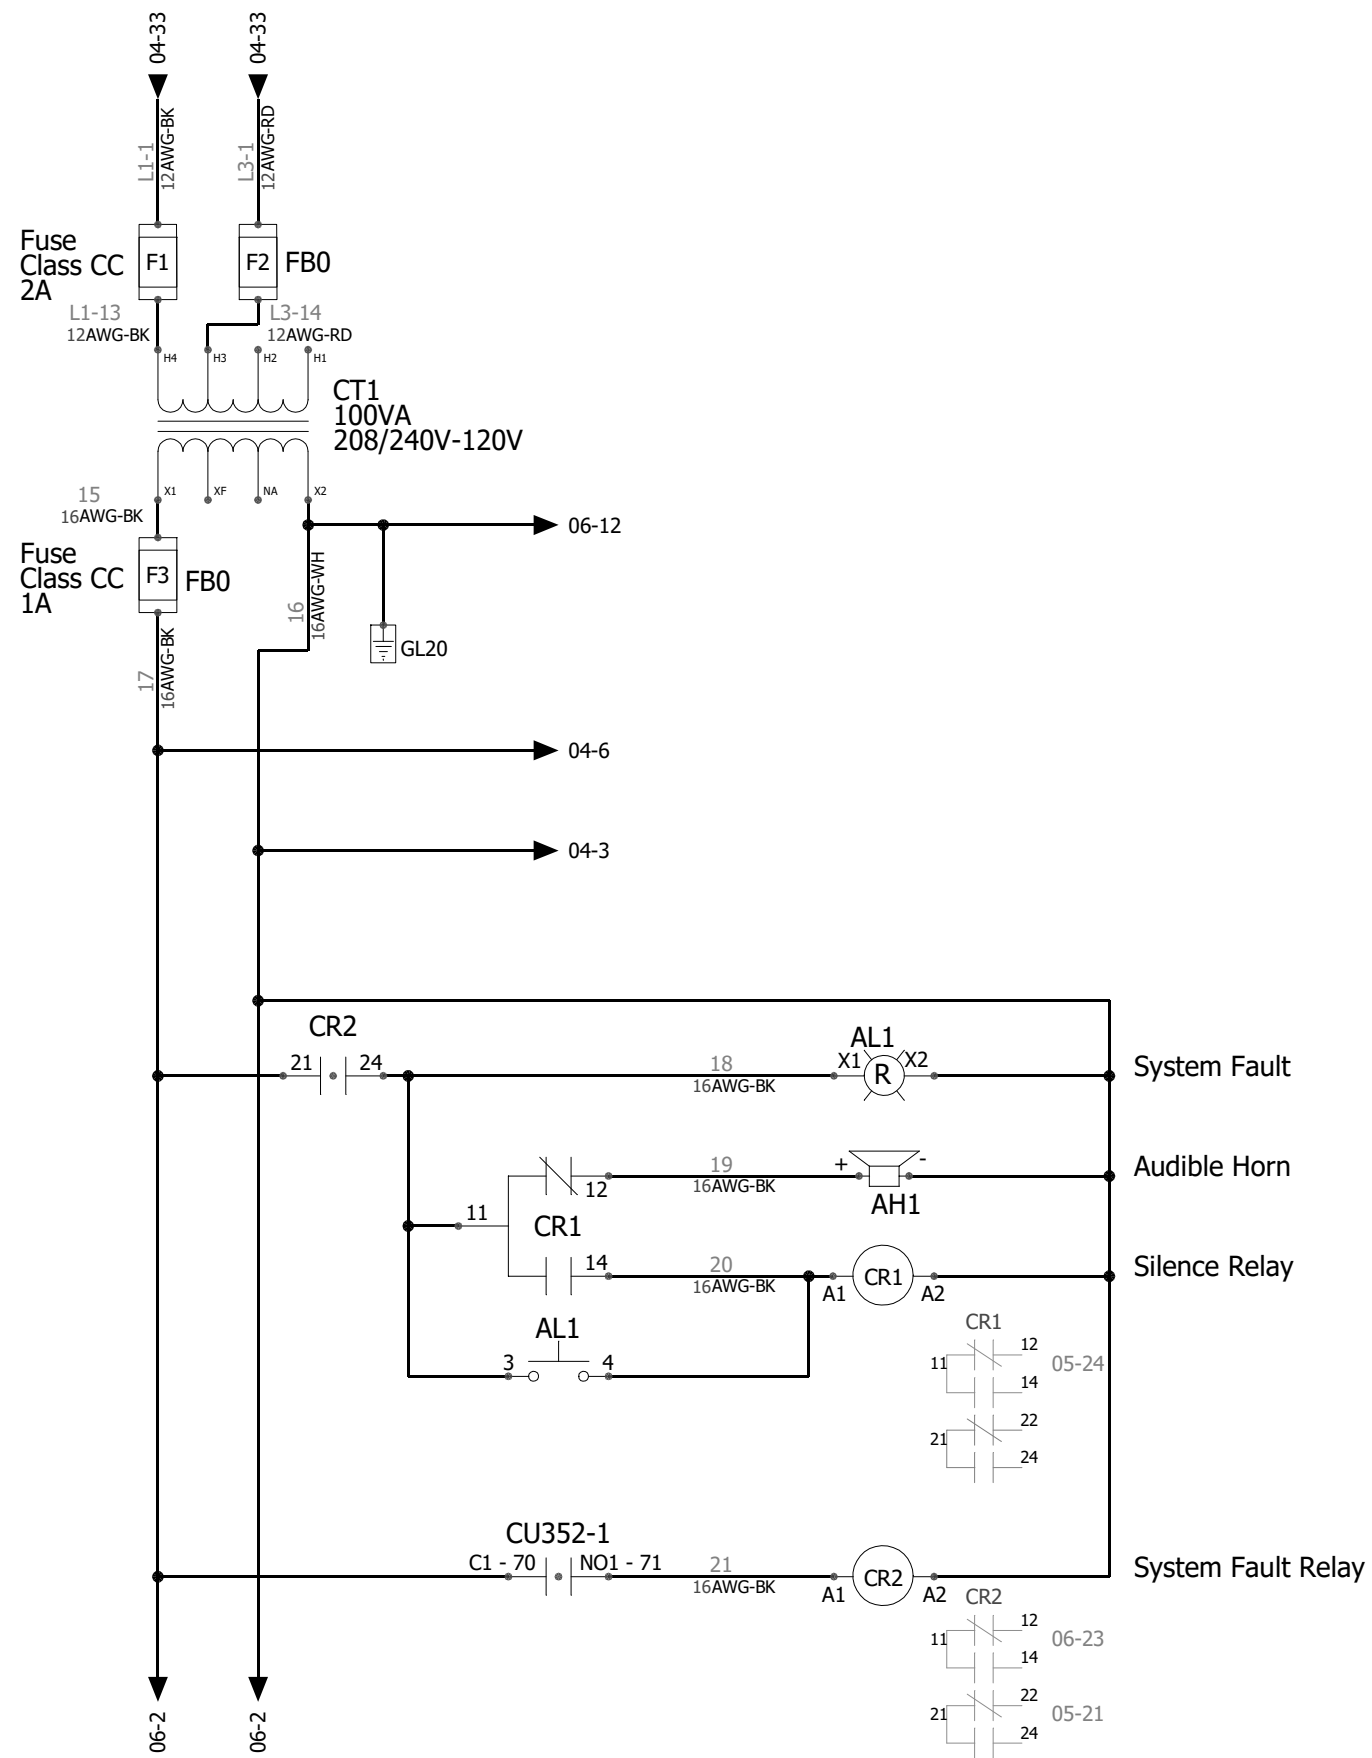 04-33
04-33
L1-1
12AWG-BK
L3-1
12AWG-RD
Fuse
Class CC
2A
F1
F2
FB0
L1-13
12AWG-BK
L3-14
12AWG-RD
H4
H3
H2
H1
CT1
100VA
208/240V-120V
X1
XF
NA
X2
15
16AWG-BK
06-12
Fuse
Class CC
1A
F3
FB0
16
16AWG-WH
GL20
17
16AWG-BK
04-6
04-3
CR2
21
24
18
16AWG-BK
AL1
X1
R
X2
System Fault
12
19
16AWG-BK
+
-
AH1
Audible Horn
11
CR1
14
20
16AWG-BK
A1
CR1
A2
Silence Relay
AL1
3
4
CR1
11
12
14
05-24
21
22
24
CU352-1
C1 - 70
NO1 - 71
21
16AWG-BK
A1
CR2
A2
System Fault Relay
CR2
11
12
14
06-23
21
22
24
05-21
06-2
06-2